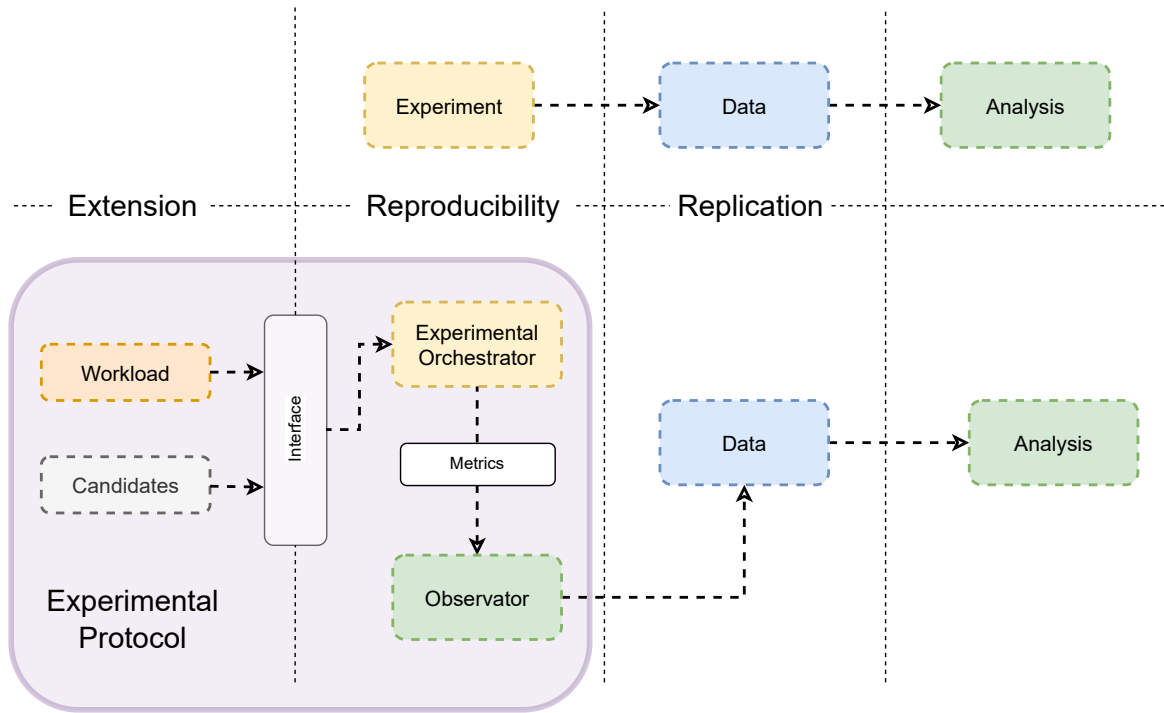 Experiment
Data
Analysis
Extension
Reproducibility
Replication
Workload
Candidates
Interface
Experimental
Orchestrator
Metrics
Observator
Data
Analysis
Experimental
Protocol